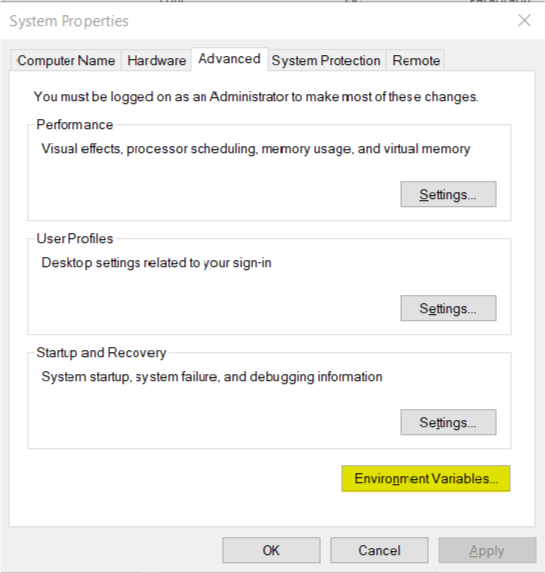 System Properties
Computer Name Hardware Advanced System Protection Remote
You must be logged on as an Administrator to make most of these changes.
Performance
Visual effects, processor scheduling, memory usage, and virtual memory
Settings...
User Profiles
Desktop settings related to your sign-in
Settings...
Startup and Recovery
System startup, system failure, and debugging information
Settings...
Environment Variables...
OK Cancel Apply